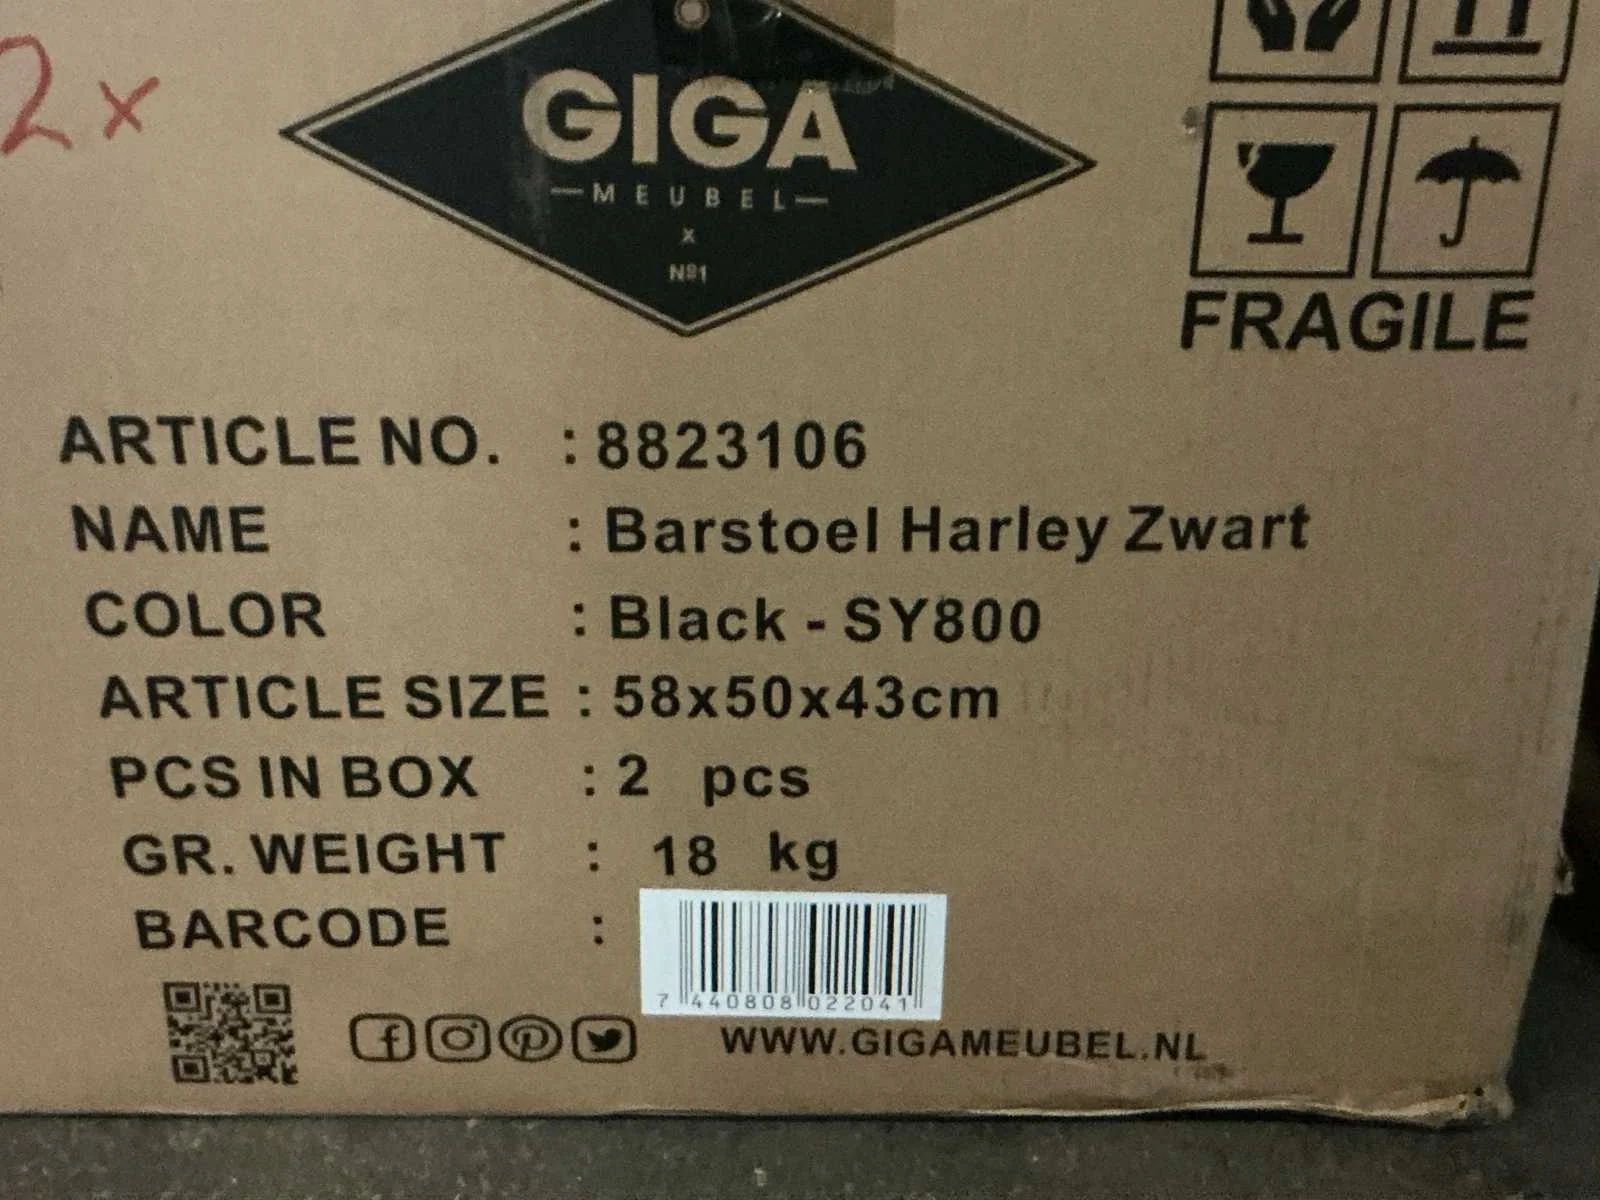 2x
GIGA
MEUBEL
x
Nº1
FRAGILE
ARTICLE NO. : 8823106
NAME : Barstoel Harley Zwart
COLOR : Black - SY800
ARTICLE SIZE : 58x50x43cm
PCS IN BOX : 2 pcs
GR. WEIGHT : 18 kg
BARCODE :
7 440808 022041
WWW.GIGAMEUBEL.NL